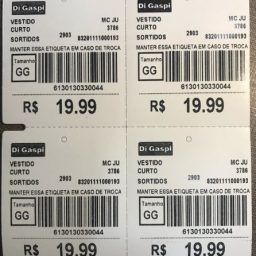 Di Gaspi
VESTIDO MC JU
CURTO 3786
SORTIDOS 2903 83201111000193
MANTER ESSA ETIQUETA EM CASO DE TROCA
Tamanho
GG
6130130330044
R$ 19.99
Di Gaspi
VESTIDO MC JU
CURTO 3786
SORTIDOS 2903 83201111000193
MANTER ESSA ETIQUETA EM CASO DE TROCA
Tamanho
GG
6130130330044
R$ 19.99
Di Gaspi
VESTIDO MC JU
CURTO 3786
SORTIDOS 2903 83201111000193
MANTER ESSA ETIQUETA EM CASO DE TROCA
Tamanho
GG
6130130330044
R$ 19.99
Di Gaspi
VESTIDO MC JU
CURTO 3786
SORTIDOS 2903 83201111000193
MANTER ESSA ETIQUETA EM CASO DE TROCA
Tamanho
GG
6130130330044
R$ 19.99